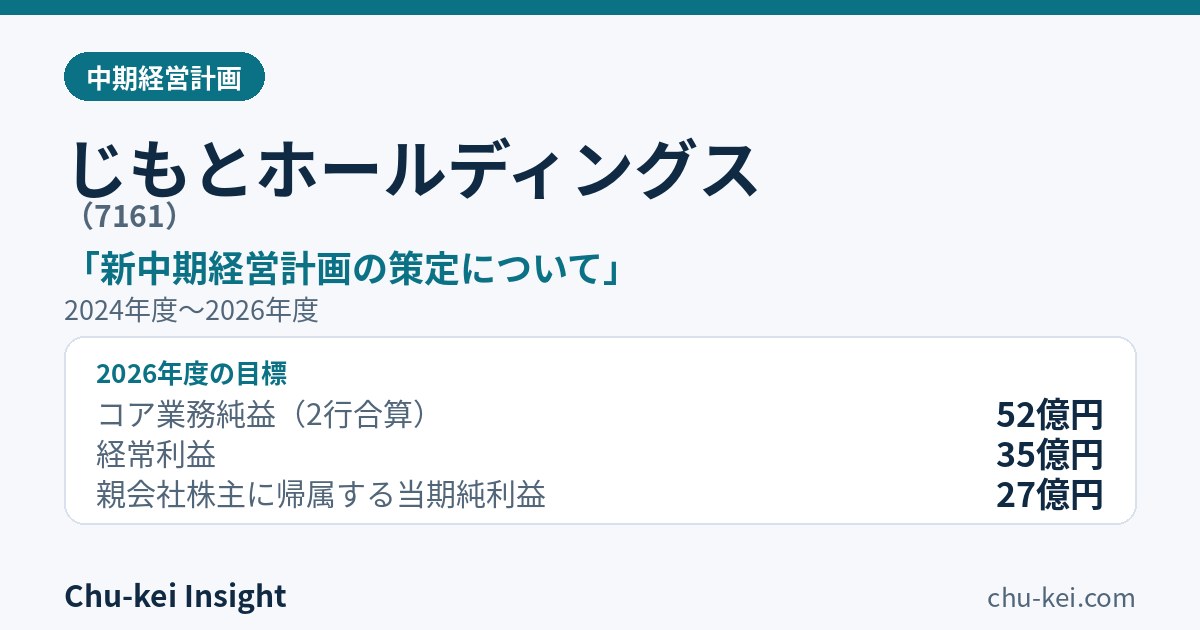 中期経営計画
じもとホールディングス
（7161）
「新中期経営計画の策定について」
2024年度～2026年度
2026年度の目標
コア業務純益（2行合算） 52億円
経常利益 35億円
親会社株主に帰属する当期純利益 27億円
Chu-kei Insight
chu-kei.com